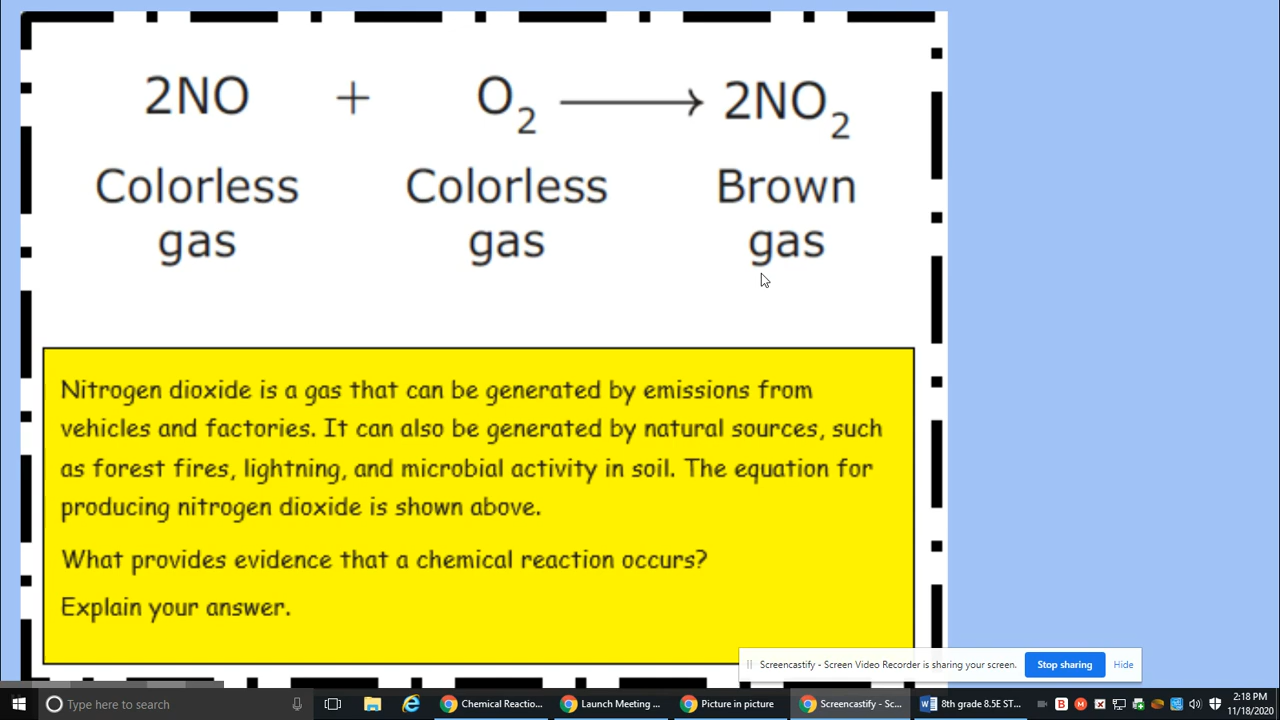 2NO + O₂ ⟶ 2NO₂
Colorless gas
Colorless gas
Brown gas
Nitrogen dioxide is a gas that can be generated by emissions from
vehicles and factories. It can also be generated by natural sources, such
as forest fires, lightning, and microbial activity in soil. The equation for
producing nitrogen dioxide is shown above.
What provides evidence that a chemical reaction occurs?
Explain your answer.
Screencastify - Screen Video Recorder is sharing your screen. Stop sharing Hide
Type here to search
Chemical Reactio...
Launch Meeting ...
Picture in picture
Screencastify - Sc...
8th grade 8.5E ST...
2:18 PM
11/18/2020